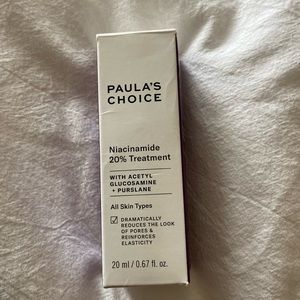 PAULA'S
CHOICE
Niacinamide
20% Treatment
WITH ACETYL
GLUCOSAMINE
+ PURSLANE
All Skin Types
DRAMATICALLY
REDUCES THE LOOK
OF PORES &
REINFORCES
ELASTICITY
20 ml / 0.67 fl. oz.